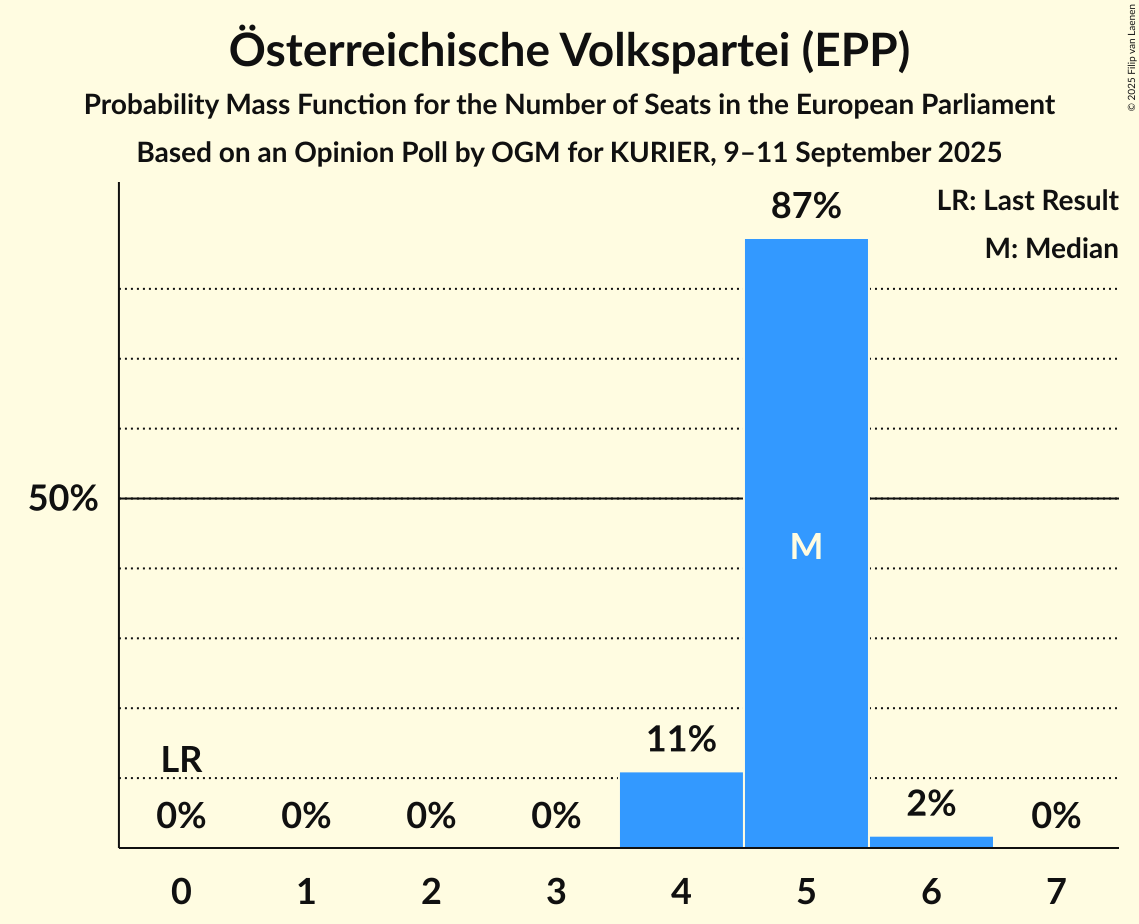 Österreichische Volkspartei (EPP)
Probability Mass Function for the Number of Seats in the European Parliament
Based on an Opinion Poll by OGM for KURIER, 9–11 September 2025
© 2025 Filip van Laenen
LR: Last Result
M: Median
87%
50%
M
LR
11%
0% 0% 0% 0% 2% 0%
0 1 2 3 4 5 6 7